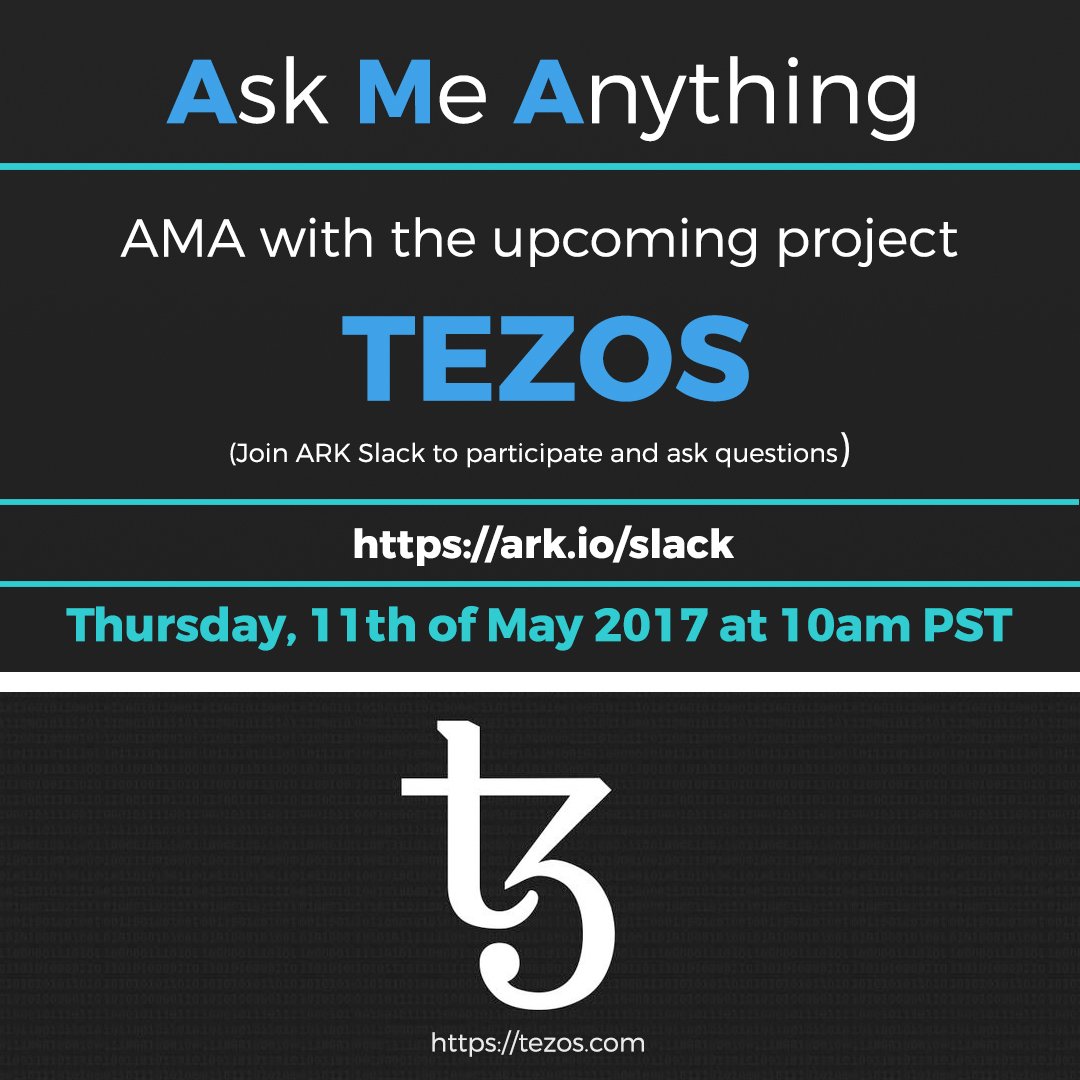 Ask Me Anything
AMA with the upcoming project
TEZOS
(Join ARK Slack to participate and ask questions)
https://ark.io/slack
Thursday, 11th of May 2017 at 10am PST
https://tezos.com